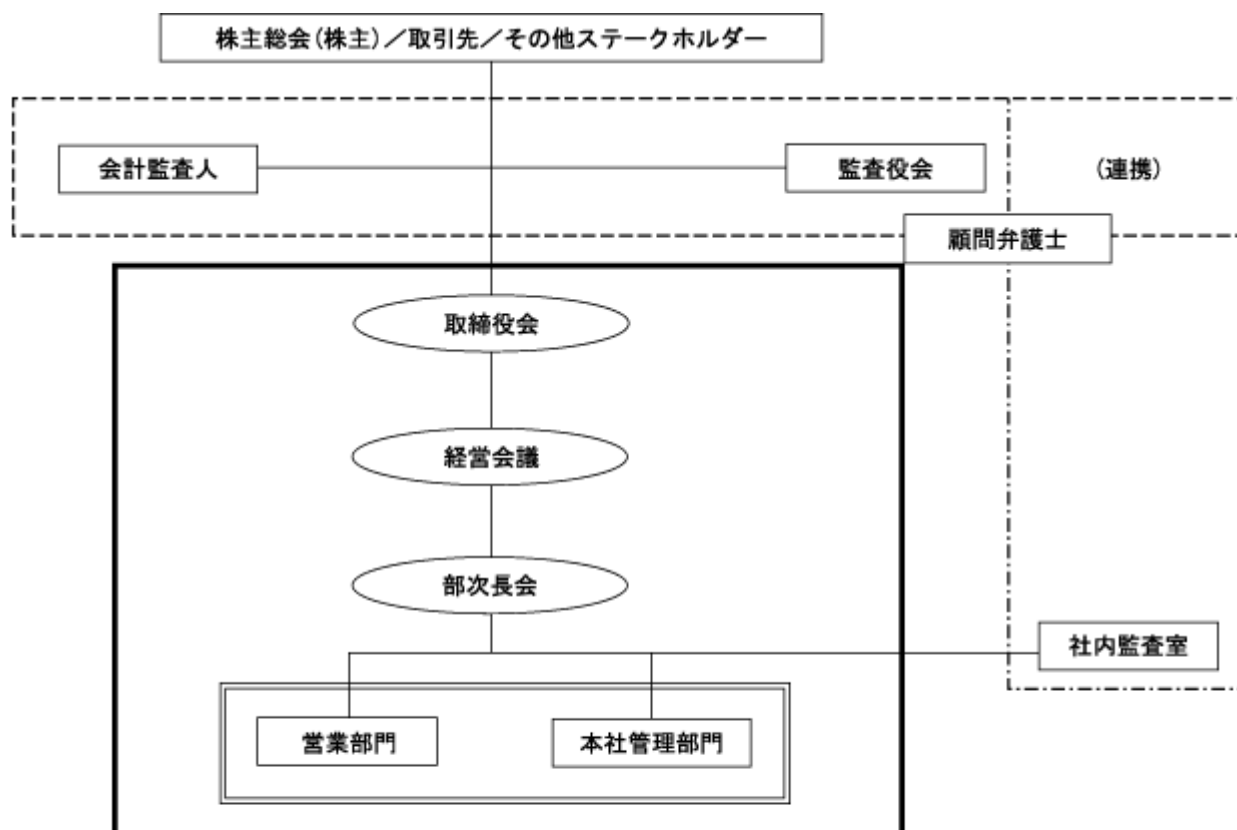 株主総会(株主)／取引先／その他ステークホルダー
会計監査人
監査役会
(連携)
顧問弁護士
取締役会
経営会議
部次長会
社内監査室
営業部門
本社管理部門